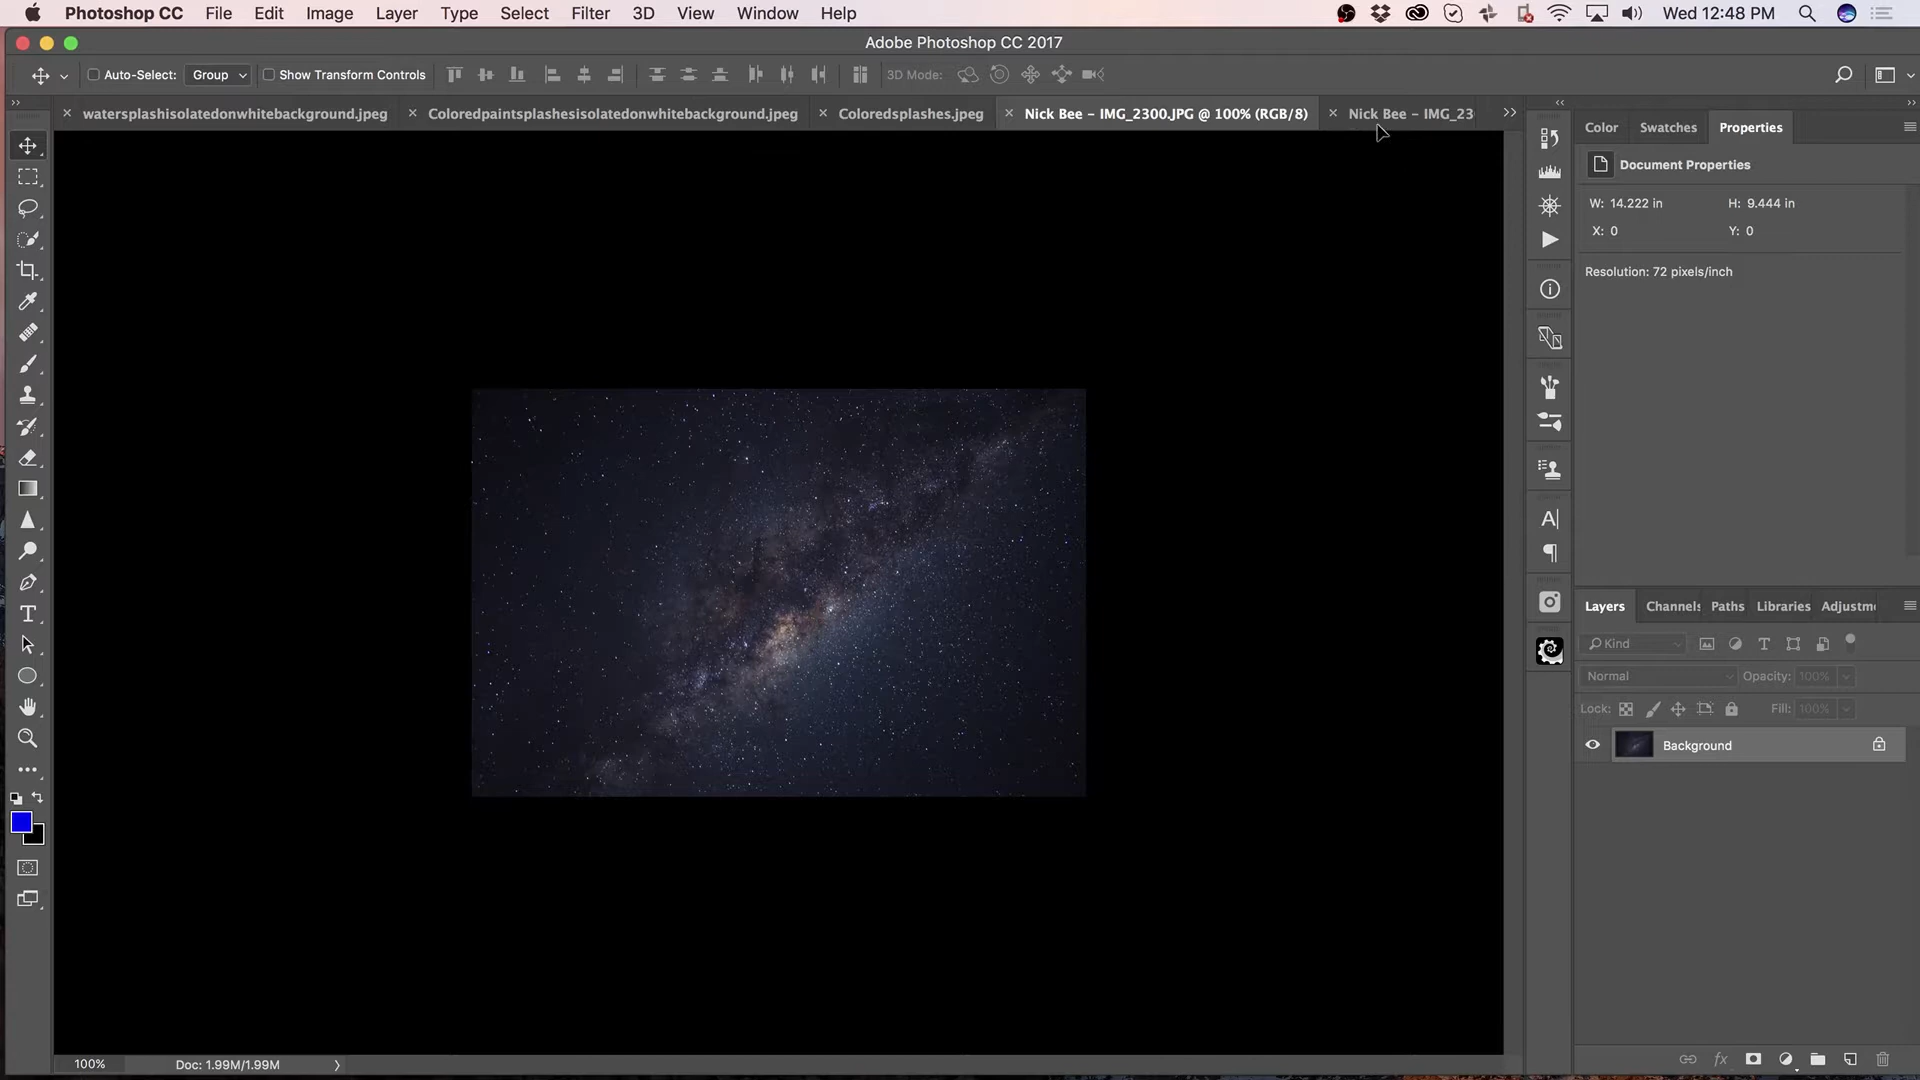 Photoshop CC File Edit Image Layer Type Select Filter 3D View Window Help Wed 12:48 PM
Adobe Photoshop CC 2017
Auto-Select: Group Show Transform Controls 3D Mode:
watersplashisolatedonwhitebackground.jpeg Coloredpaintsplashesisolatedonwhitebackground.jpeg Coloredsplashes.jpeg Nick Bee - IMG_2300.JPG @ 100% (RGB/8) Nick Bee - IMG_23
Color Swatches Properties
Document Properties
W: 14.222 in H: 9.444 in
X: 0 Y: 0
Resolution: 72 pixels/inch
Layers Channels Paths Libraries Adjustm
Kind
Normal Opacity: 100%
Lock: Fill: 100%
Background
100% Doc: 1.99M/1.99M